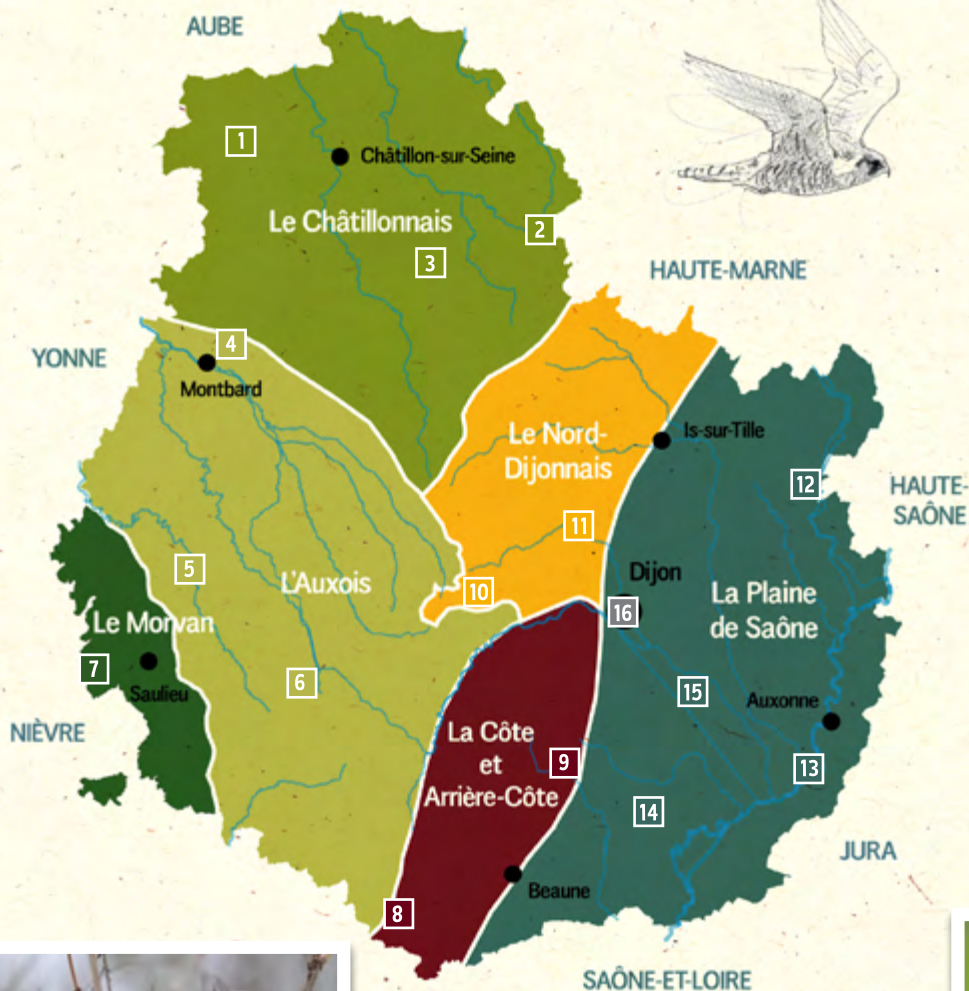 AUBE
1
Châtillon-sur-Seine
Le Châtillonnais
2
3
HAUTE-MARNE
YONNE
4
Montbard
Le Nord-
Dijonnais
Is-sur-Tille
12
HAUTE-
SAÔNE
11
5
L'Auxois
10
Dijon
16
La Plaine
de Saône
Le Morvan
7
Saulieu
6
15
Auxonne
NIÈVRE
La Côte
et
Arrière-Côte
9
13
14
JURA
Beaune
8
SAÔNE-ET-LOIRE